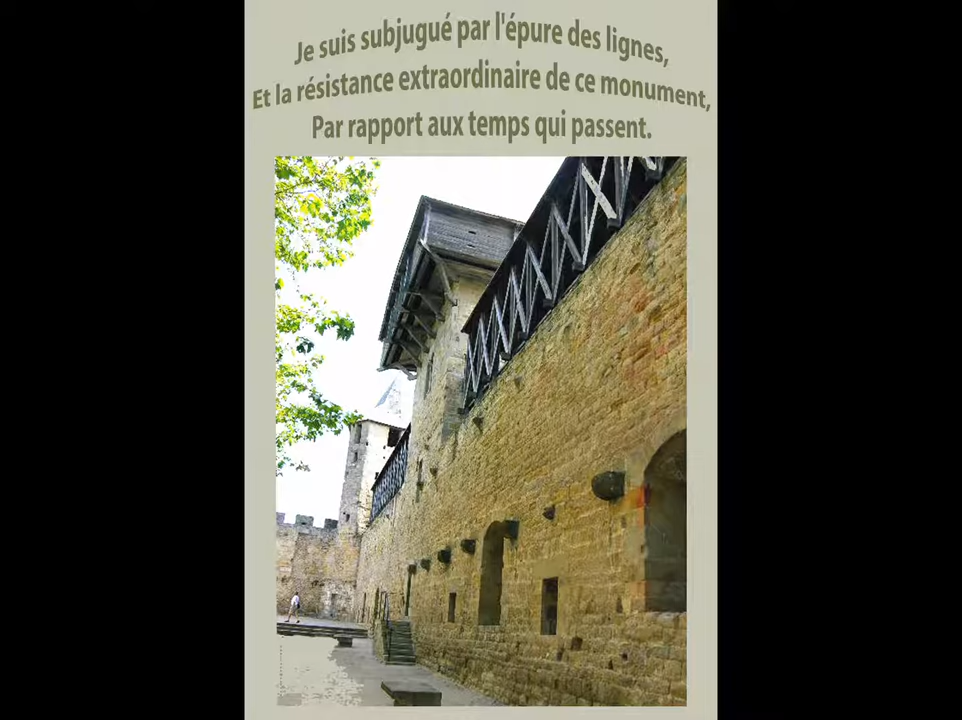 Je suis subjugué par l'épure des lignes,
Et la résistance extraordinaire de ce monument,
Par rapport aux temps qui passent.